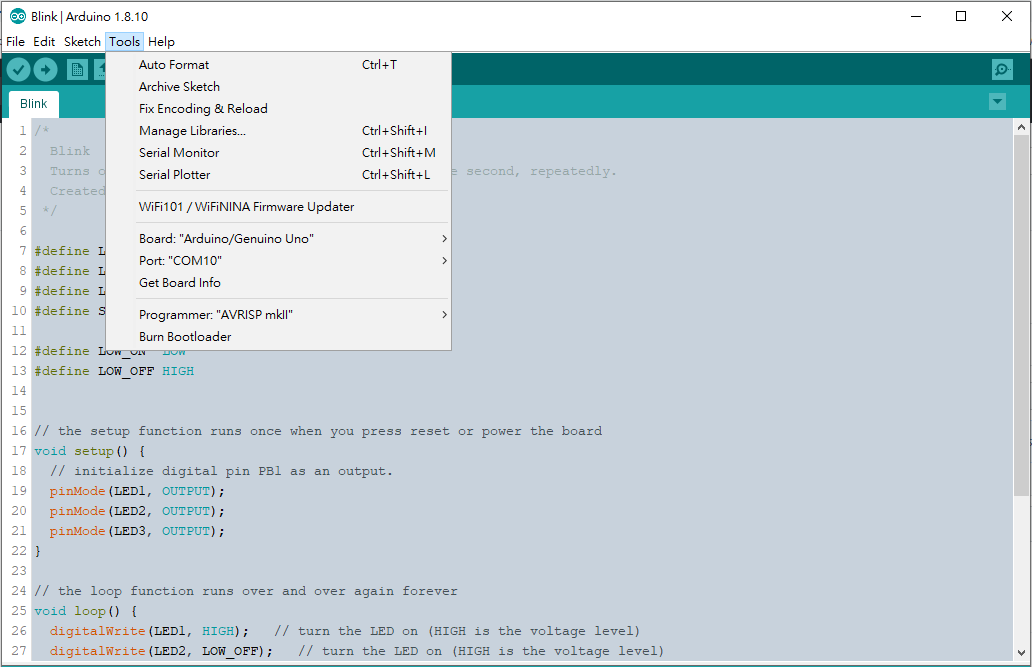 Blink | Arduino 1.8.10
File Edit Sketch Tools Help
Auto Format Ctrl+T
Archive Sketch
Fix Encoding & Reload
Manage Libraries... Ctrl+Shift+I
Serial Monitor Ctrl+Shift+M
Serial Plotter Ctrl+Shift+L
WiFi101 / WiFiNINA Firmware Updater
Board: "Arduino/Genuino Uno"
Port: "COM10"
Get Board Info
Programmer: "AVRISP mkII"
Burn Bootloader
Blink
1 /*
2 Blink
3 Turns o e second, repeatedly.
4 Created
5 */
6
7 #define L
8 #define L
9 #define L
10 #define S
11
12 #define LOW_ON LOW
13 #define LOW_OFF HIGH
14
15
16 // the setup function runs once when you press reset or power the board
17 void setup() {
18 // initialize digital pin PB1 as an output.
19 pinMode(LED1, OUTPUT);
20 pinMode(LED2, OUTPUT);
21 pinMode(LED3, OUTPUT);
22 }
23
24 // the loop function runs over and over again forever
25 void loop() {
26 digitalWrite(LED1, HIGH); // turn the LED on (HIGH is the voltage level)
27 digitalWrite(LED2, LOW_OFF); // turn the LED on (HIGH is the voltage level)